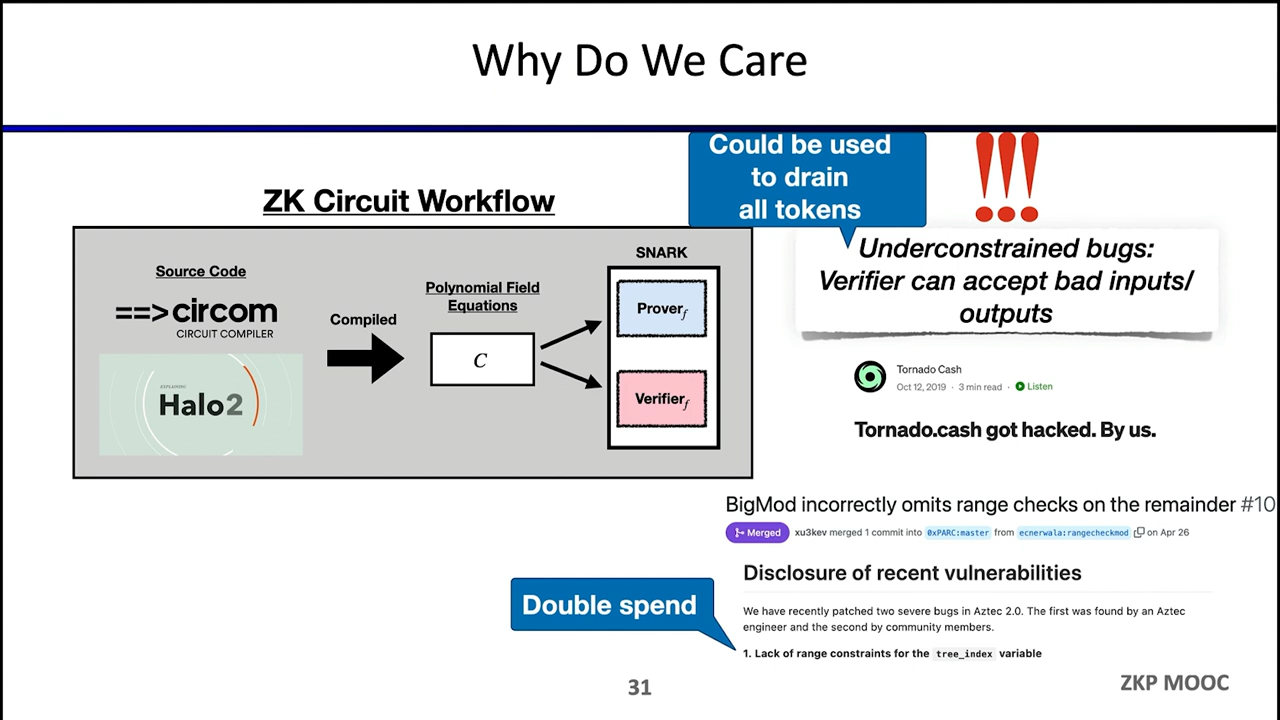 Why Do We Care
Could be used
to drain
all tokens
!!!
ZK Circuit Workflow
Source Code
==>circom
CIRCUIT COMPILER
EXPLAINING
Halo2
Compiled
Polynomial Field
Equations
C
SNARK
Prover_f
Verifier_f
Underconstrained bugs:
Verifier can accept bad inputs/
outputs
Tornado Cash
Oct 12, 2019 · 3 min read · Listen
Tornado.cash got hacked. By us.
BigMod incorrectly omits range checks on the remainder #10
Merged xu3kev merged 1 commit into 0xPARC:master from ecnerwala:rangecheckmod on Apr 26
Disclosure of recent vulnerabilities
Double spend
We have recently patched two severe bugs in Aztec 2.0. The first was found by an Aztec
engineer and the second by community members.
1. Lack of range constraints for the tree_index variable
31
ZKP MOOC